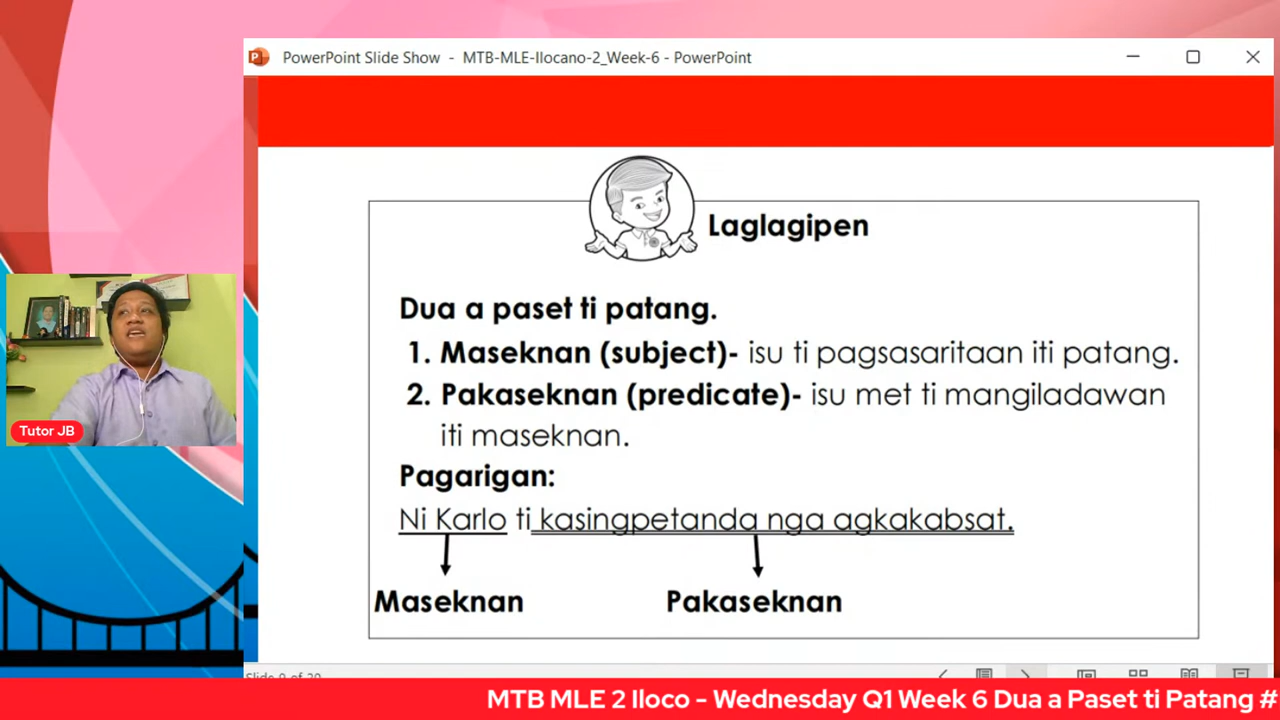 PowerPoint Slide Show - MTB-MLE-Ilocano-2_Week-6 - PowerPoint
Laglagipen
Dua a paset ti patang.
1. Maseknan (subject)- isu ti pagsasaritaan iti patang.
2. Pakaseknan (predicate)- isu met ti mangiladawan
iti maseknan.
Pagarigan:
Ni Karlo ti kasingpetanda nga agkakabsat.
Maseknan Pakaseknan
Tutor JB
MTB MLE 2 Iloco - Wednesday Q1 Week 6 Dua a Paset ti Patang #